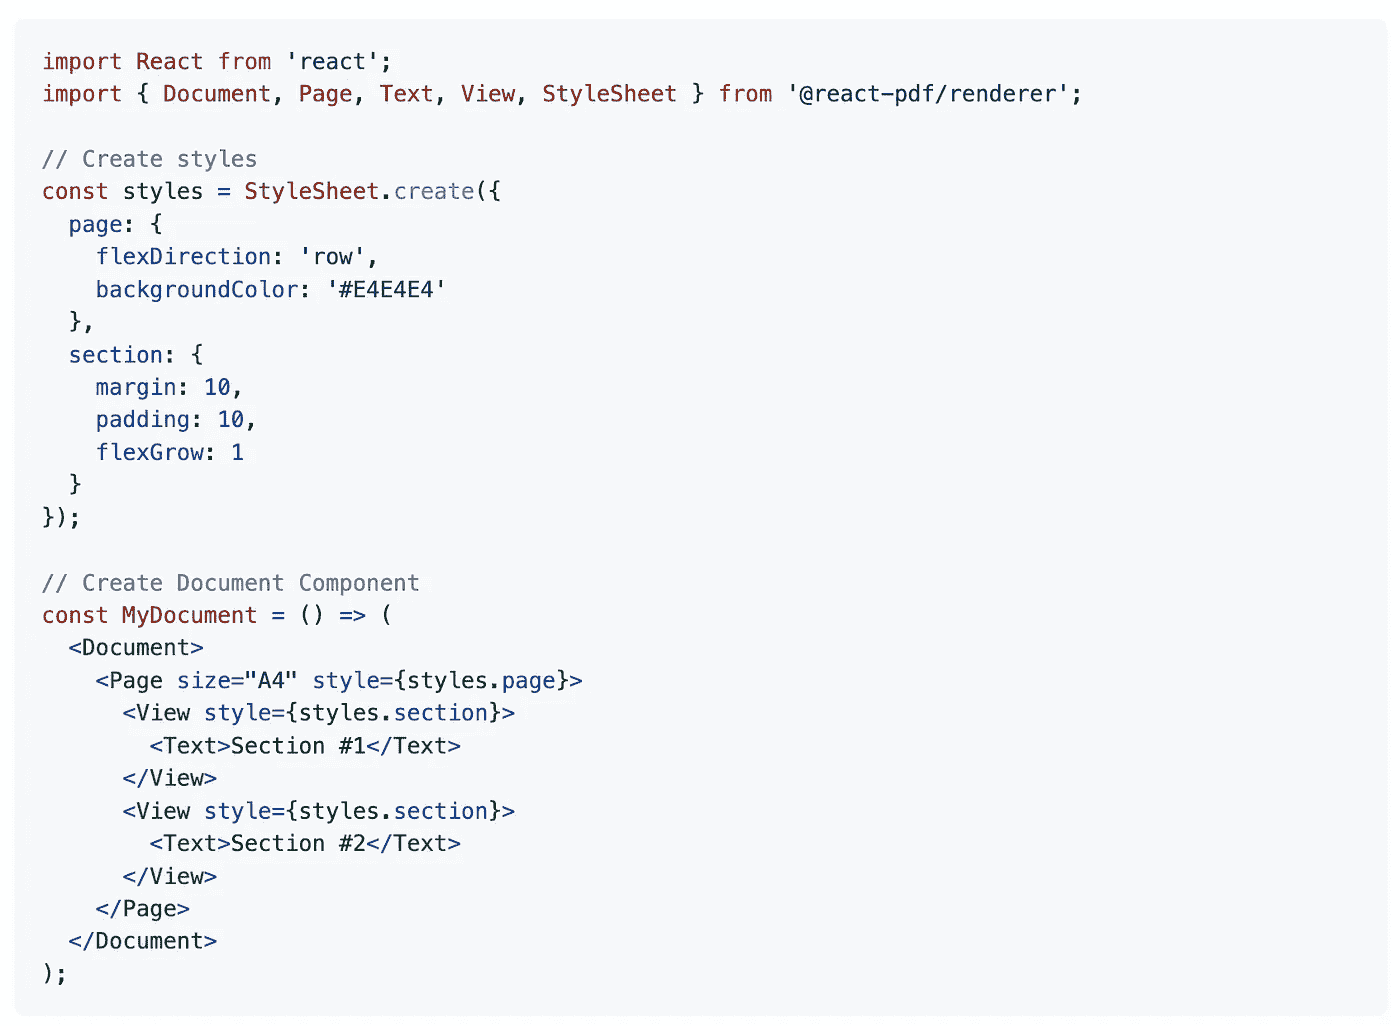 import React from 'react';
import { Document, Page, Text, View, StyleSheet } from '@react-pdf/renderer';

// Create styles
const styles = StyleSheet.create({
  page: {
    flexDirection: 'row',
    backgroundColor: '#E4E4E4'
  },
  section: {
    margin: 10,
    padding: 10,
    flexGrow: 1
  }
});

// Create Document Component
const MyDocument = () => (
  <Document>
    <Page size="A4" style={styles.page}>
      <View style={styles.section}>
        <Text>Section #1</Text>
      </View>
      <View style={styles.section}>
        <Text>Section #2</Text>
      </View>
    </Page>
  </Document>
);